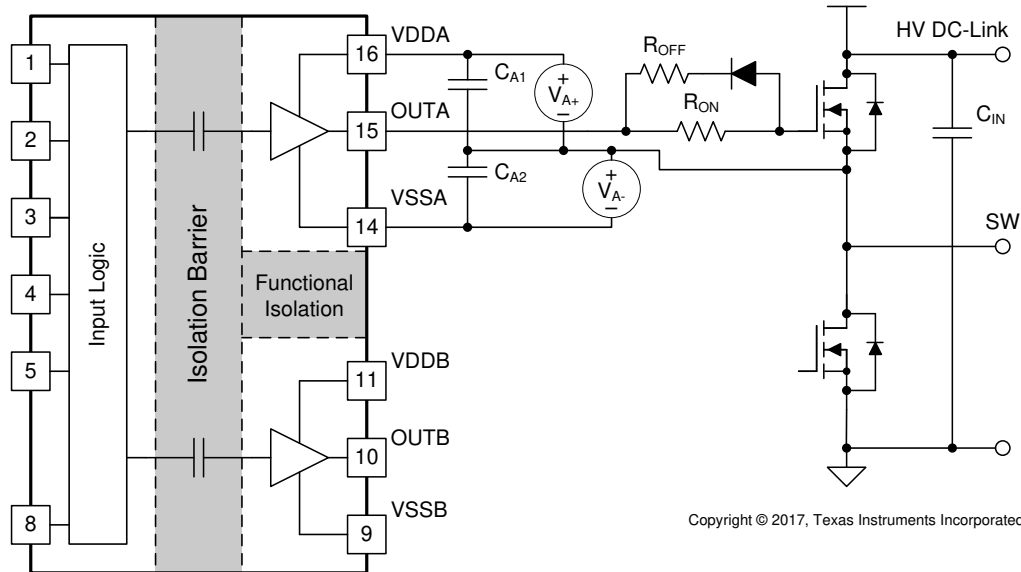 1
2
3
4
5
8
Input Logic
Isolation Barrier
Functional
Isolation
16
15
14
11
10
9
VDDA
OUTA
VSSA
VDDB
OUTB
VSSB
CA1
CA2
+
VA+
−
+
VA-
−
ROFF
RON
CIN
HV DC-Link
SW
Copyright © 2017, Texas Instruments Incorporated